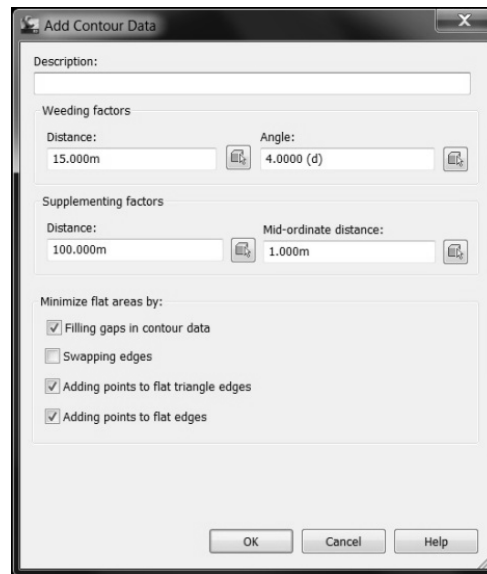 Add Contour Data
X
Description:
Weeding factors
Distance: Angle:
15.000m 4.0000 (d)
Supplementing factors
Distance: Mid-ordinate distance:
100.000m 1.000m
Minimize flat areas by:
Filling gaps in contour data
Swapping edges
Adding points to flat triangle edges
Adding points to flat edges
OK Cancel Help